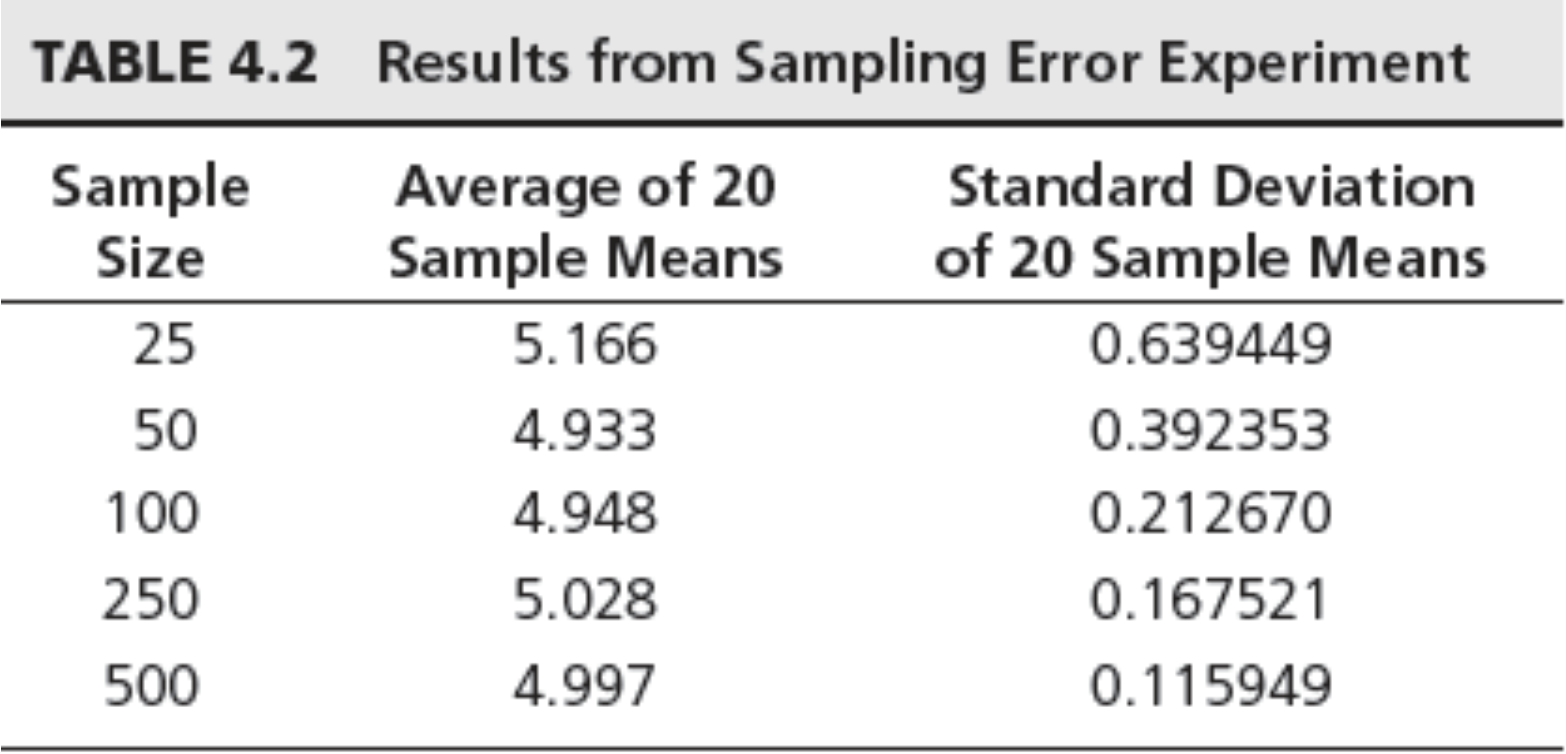 TABLE 4.2 Results from Sampling Error Experiment
Sample Average of 20 Standard Deviation
Size Sample Means of 20 Sample Means
25 5.166 0.639449
50 4.933 0.392353
100 4.948 0.212670
250 5.028 0.167521
500 4.997 0.115949